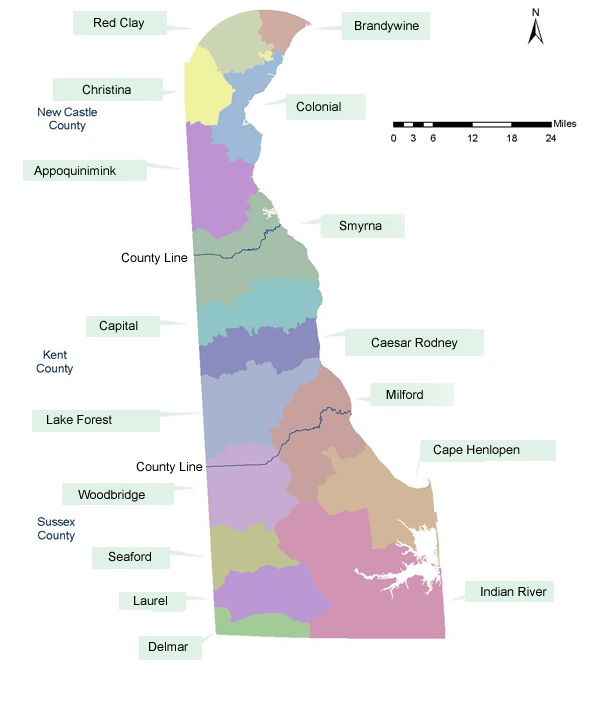 Red Clay
Brandywine
N
Christina
Colonial
New Castle
County
Miles
0 3 6 12 18 24
Appoquinimink
Smyrna
County Line
Capital
Caesar Rodney
Kent
County
Milford
Lake Forest
Cape Henlopen
County Line
Woodbridge
Sussex
County
Seaford
Indian River
Laurel
Delmar